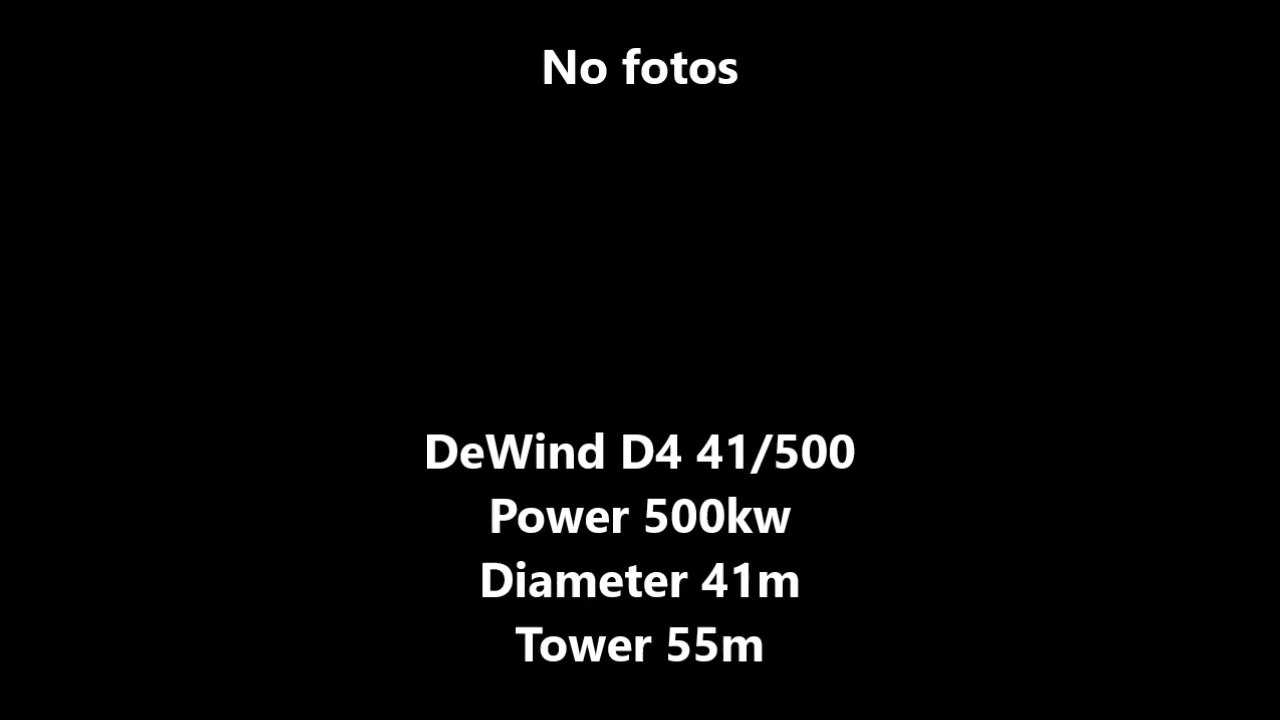 No fotos
DeWind D4 41/500
Power 500kw
Diameter 41m
Tower 55m